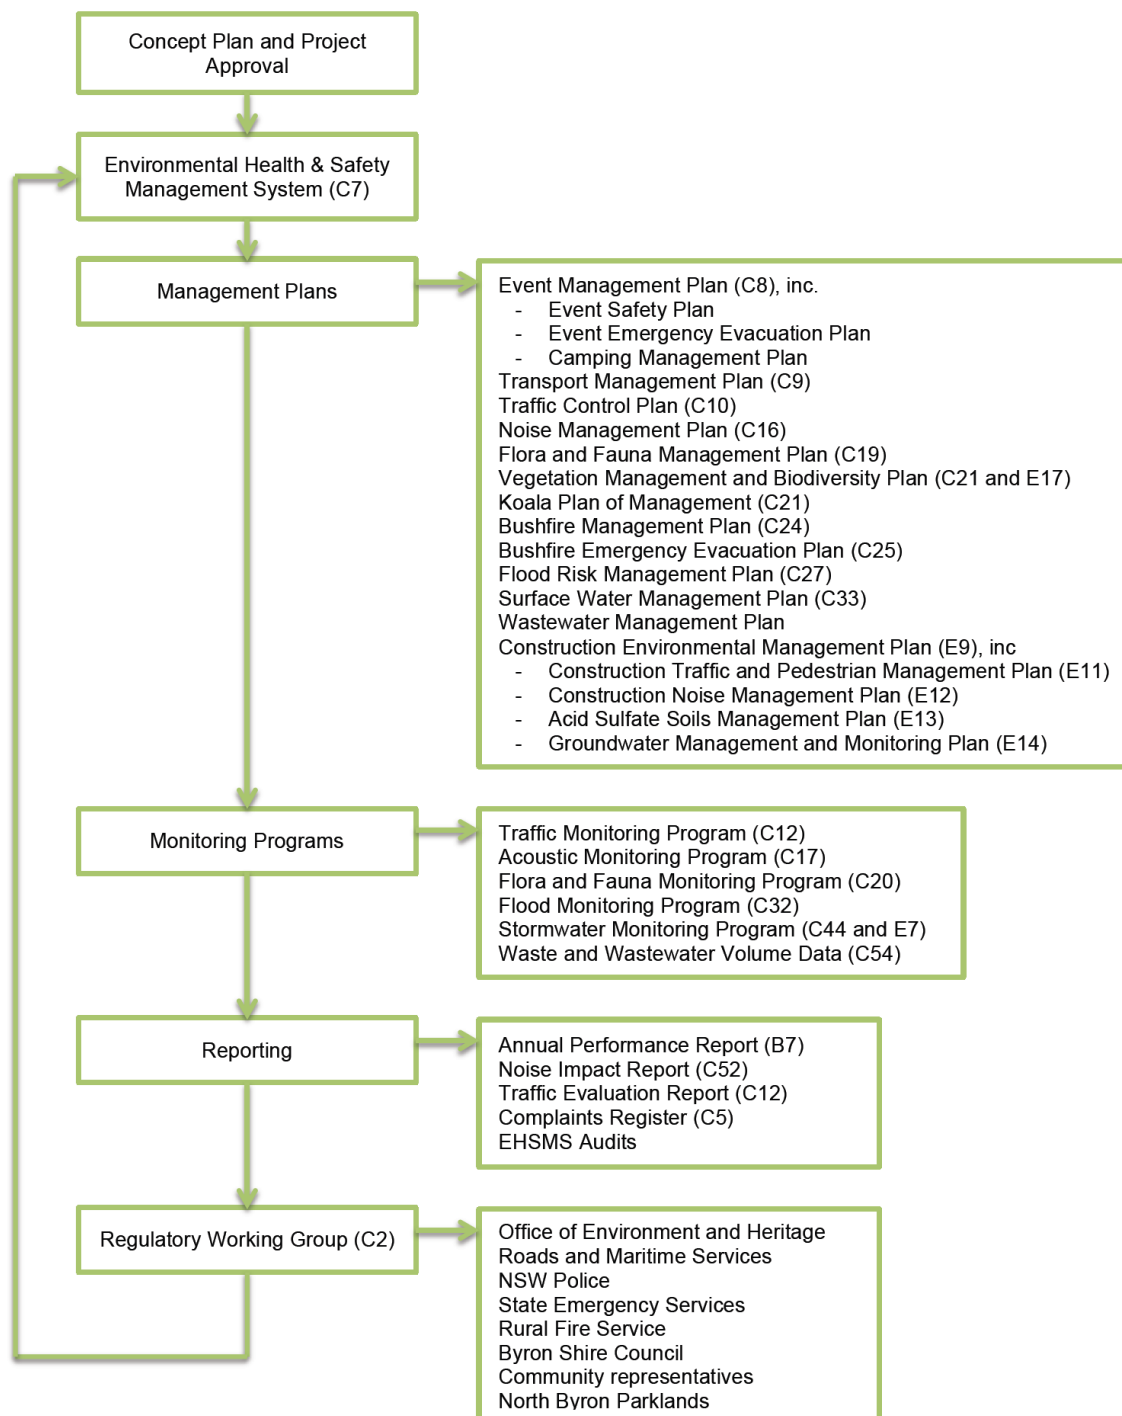 Concept Plan and Project
Approval
Environmental Health & Safety
Management System (C7)
Management Plans
Event Management Plan (C8), inc.
- Event Safety Plan
- Event Emergency Evacuation Plan
- Camping Management Plan
Transport Management Plan (C9)
Traffic Control Plan (C10)
Noise Management Plan (C16)
Flora and Fauna Management Plan (C19)
Vegetation Management and Biodiversity Plan (C21 and E17)
Koala Plan of Management (C21)
Bushfire Management Plan (C24)
Bushfire Emergency Evacuation Plan (C25)
Flood Risk Management Plan (C27)
Surface Water Management Plan (C33)
Wastewater Management Plan
Construction Environmental Management Plan (E9), inc
- Construction Traffic and Pedestrian Management Plan (E11)
- Construction Noise Management Plan (E12)
- Acid Sulfate Soils Management Plan (E13)
- Groundwater Management and Monitoring Plan (E14)
Monitoring Programs
Traffic Monitoring Program (C12)
Acoustic Monitoring Program (C17)
Flora and Fauna Monitoring Program (C20)
Flood Monitoring Program (C32)
Stormwater Monitoring Program (C44 and E7)
Waste and Wastewater Volume Data (C54)
Reporting
Annual Performance Report (B7)
Noise Impact Report (C52)
Traffic Evaluation Report (C12)
Complaints Register (C5)
EHSMS Audits
Regulatory Working Group (C2)
Office of Environment and Heritage
Roads and Maritime Services
NSW Police
State Emergency Services
Rural Fire Service
Byron Shire Council
Community representatives
North Byron Parklands